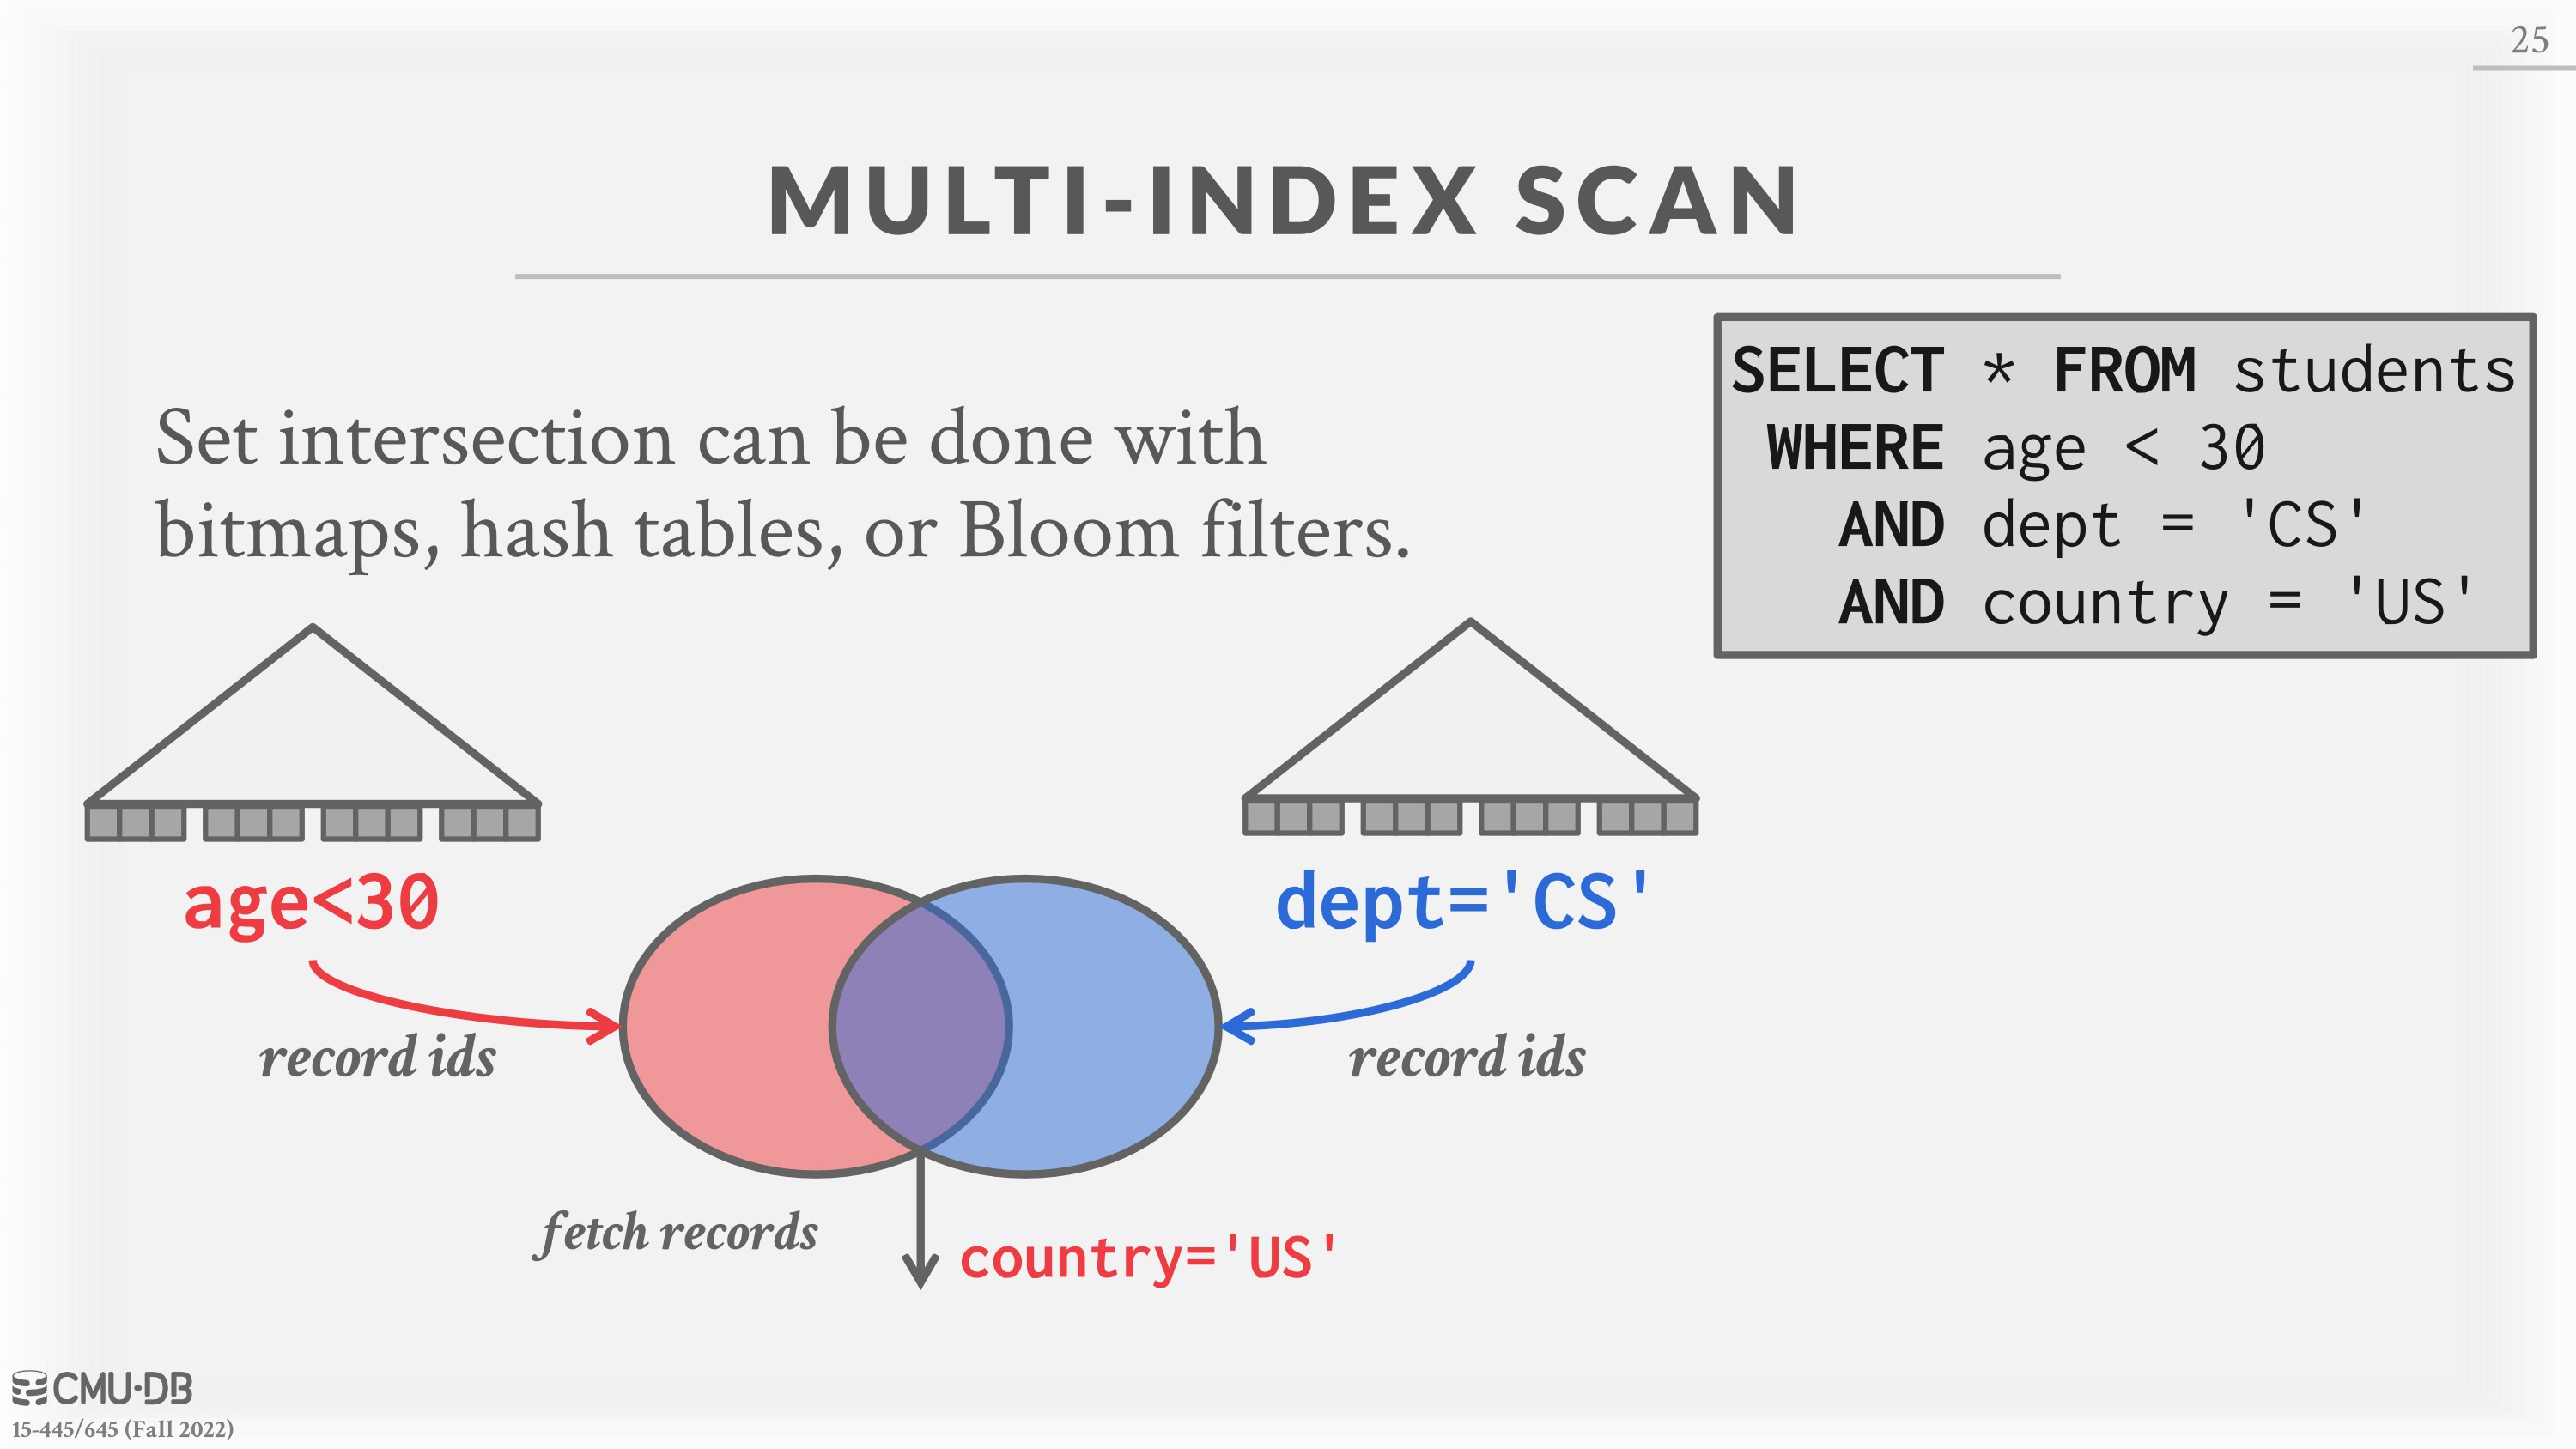 25
MULTI-INDEX SCAN
Set intersection can be done with
bitmaps, hash tables, or Bloom filters.
SELECT * FROM students
WHERE age < 30
AND dept = 'CS'
AND country = 'US'
age<30
dept='CS'
record ids
record ids
fetch records
country='US'
CMU·DB
15-445/645 (Fall 2022)